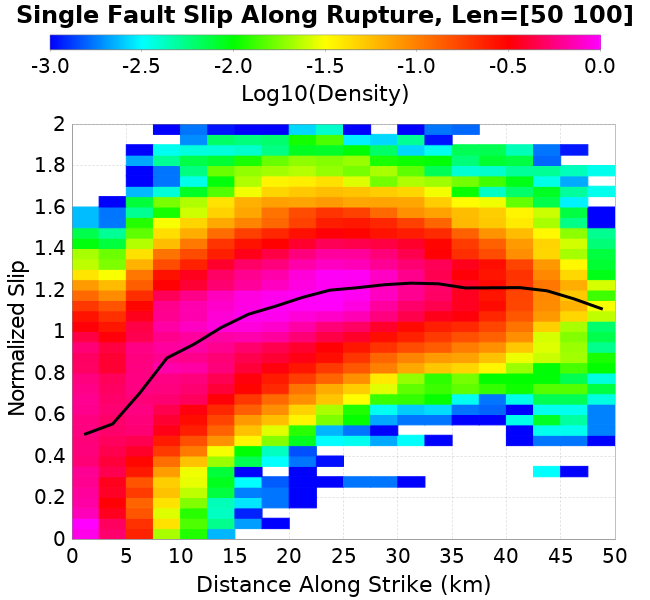 Single Fault Slip Along Rupture, Len=[50 100]
-3.0 -2.5 -2.0 -1.5 -1.0 -0.5 0.0
Log10(Density)
2
1.8
1.6
1.4
1.2
1
0.8
0.6
0.4
0.2
0
Normalized Slip
0 5 10 15 20 25 30 35 40 45 50
Distance Along Strike (km)